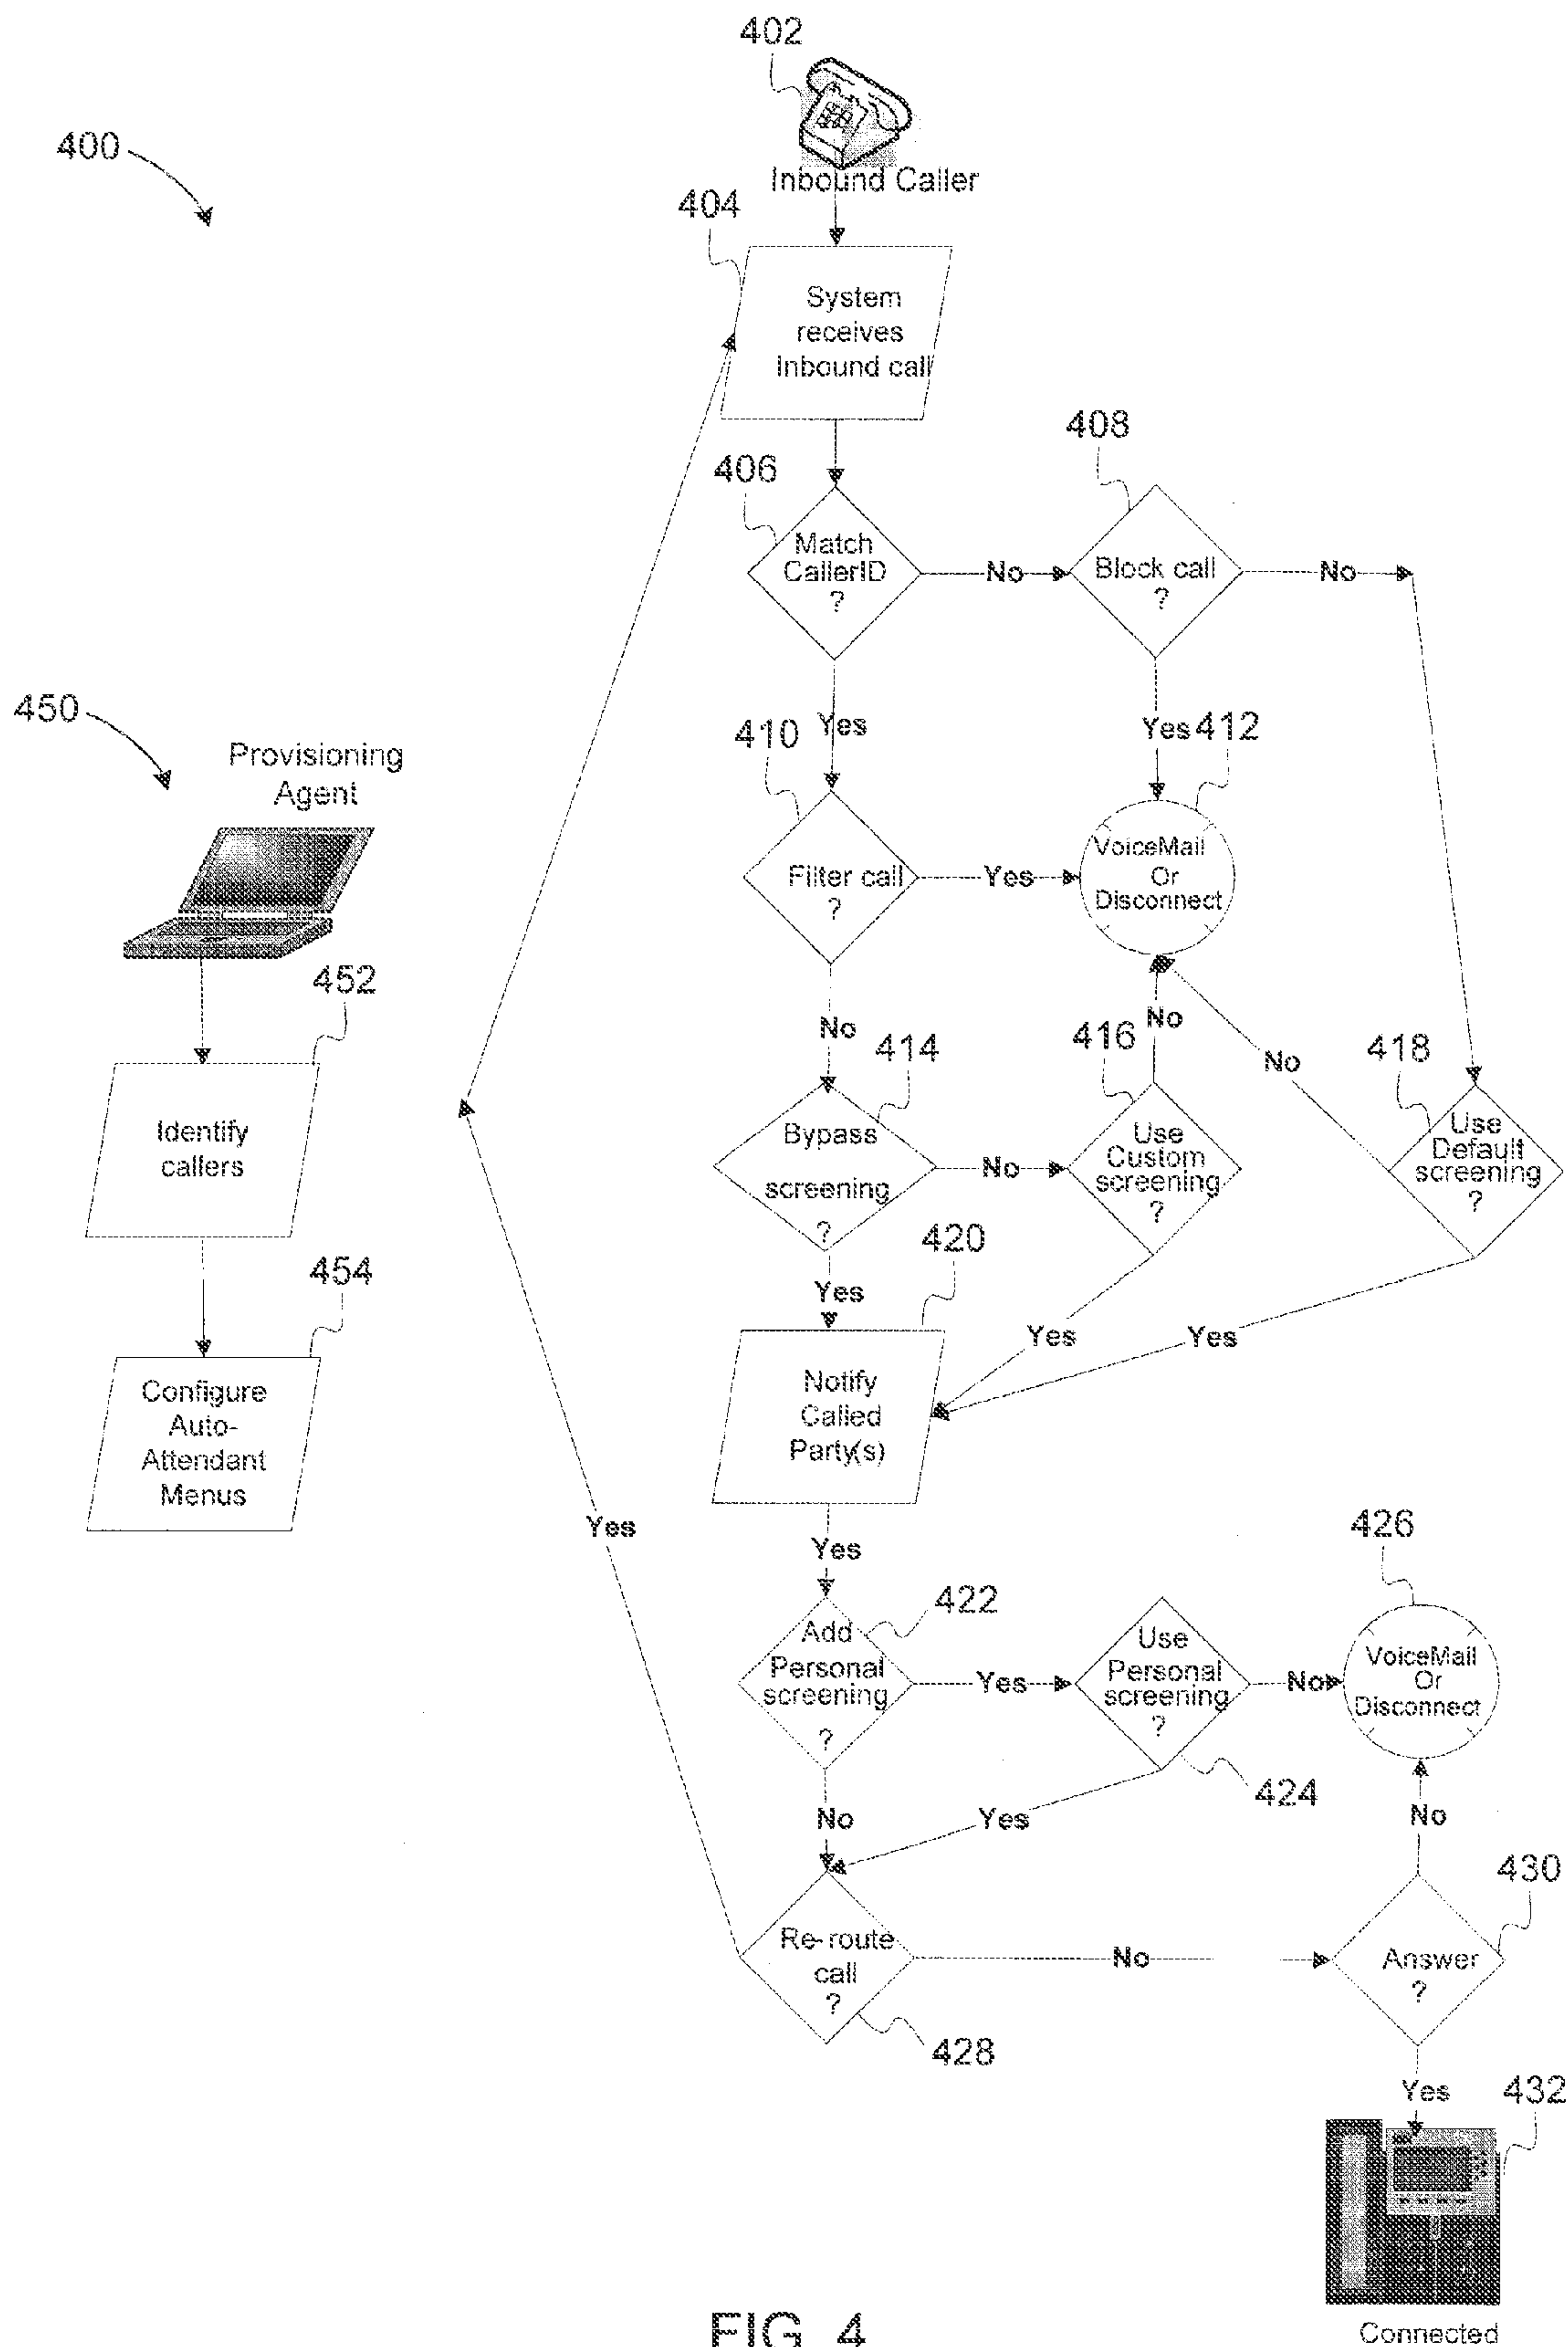 402
400
Inbound Caller
404
System
receives
Inbound call
408
406
Match
CallerID
?
No
Block call
?
No
450
Provisioning
Agent
410
Yes
Yes
412
Filter call
?
Yes
VoiceMail
Or
Disconnect
452
No
414
416
No
No
418
Identify
callers
Bypass
screening
?
No
Use
Custom
screening
?
Use
Default
screening
?
420
454
Yes
Yes
Yes
Configure
Auto-
Attendant
Menus
Notify
Called
Party(s)
Yes
Yes
426
422
Add
Personal
screening
?
Yes
Use
Personal
screening
?
No
VoiceMail
Or
Disconnect
424
No
Yes
No
430
Re-route
call
?
No
Answer
?
428
Yes
432
FIG. 4
Connected